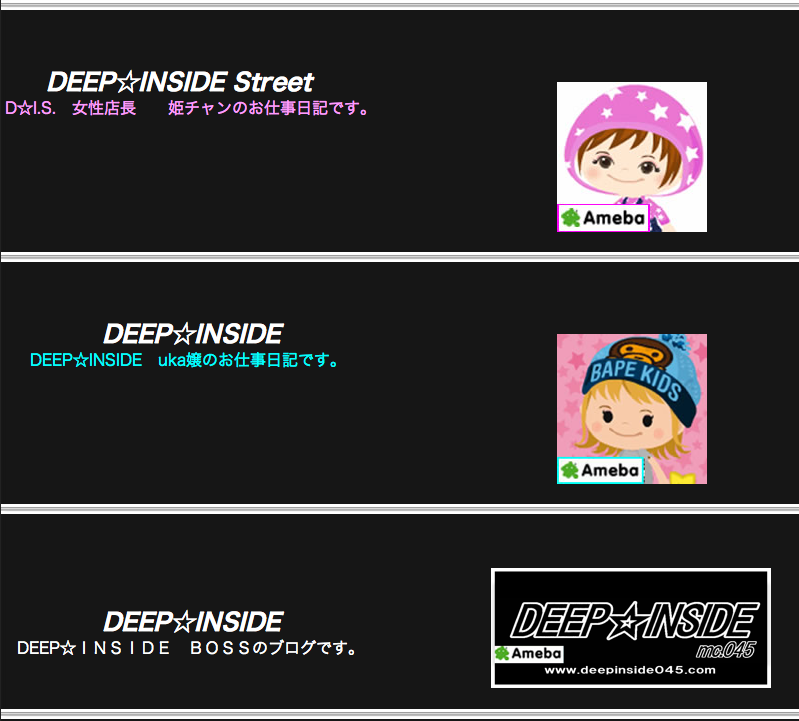 DEEP☆INSIDE Street
D☆I.S.　女性店長　　姫チャンのお仕事日記です。
Ameba
DEEP☆INSIDE
DEEP☆INSIDE　uka嬢のお仕事日記です。
BAPE KIDS
Ameba
DEEP☆INSIDE
DEEP☆ＩＮＳＩＤＥ　ＢＯＳＳのブログです。
DEEP☆INSIDE
mc.045
Ameba
www.deepinside045.com